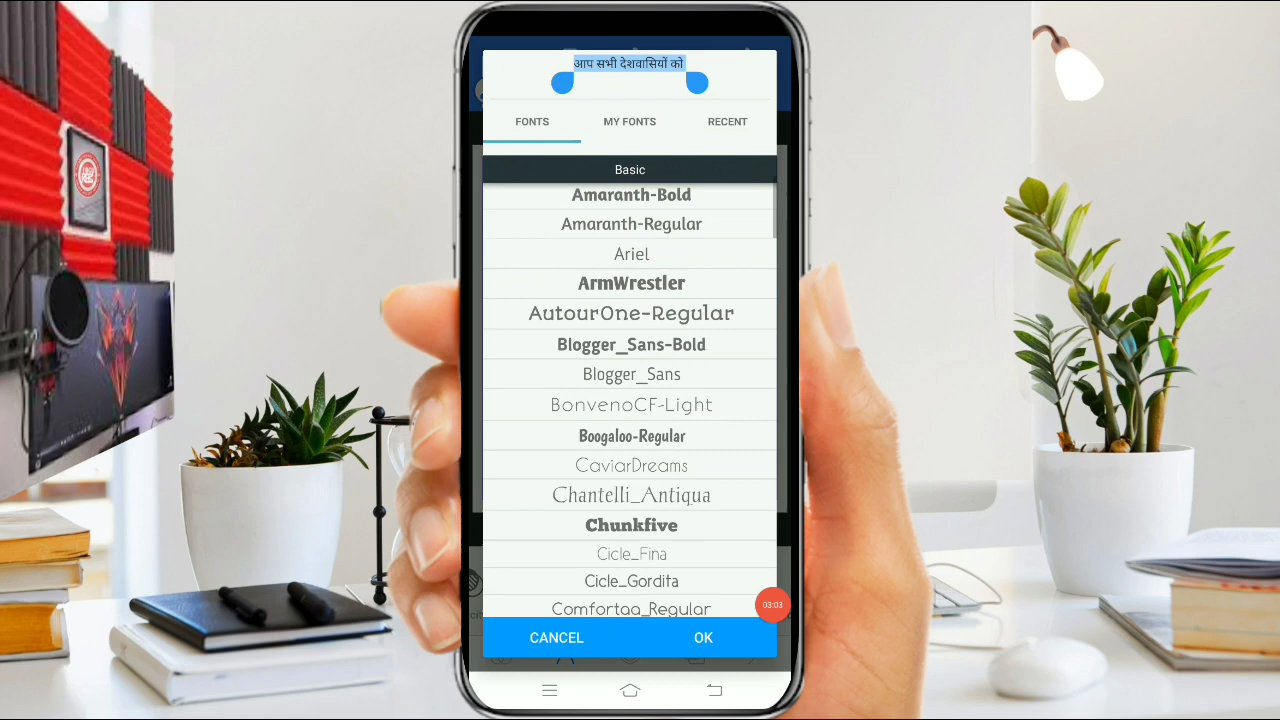 आप सभी देशवासियों को
FONTS
MY FONTS
RECENT
Basic
Amaranth-Bold
Amaranth-Regular
Ariel
ArmWrestler
AutourOne-Regular
Blogger_Sans-Bold
Blogger_Sans
BonvenoCF-Light
Boogaloo-Regular
CaviarDreams
Chantelli_Antiqua
Chunkfive
Cicle_Fina
Cicle_Gordita
Comfortaa_Regular
03:03
CANCEL
OK